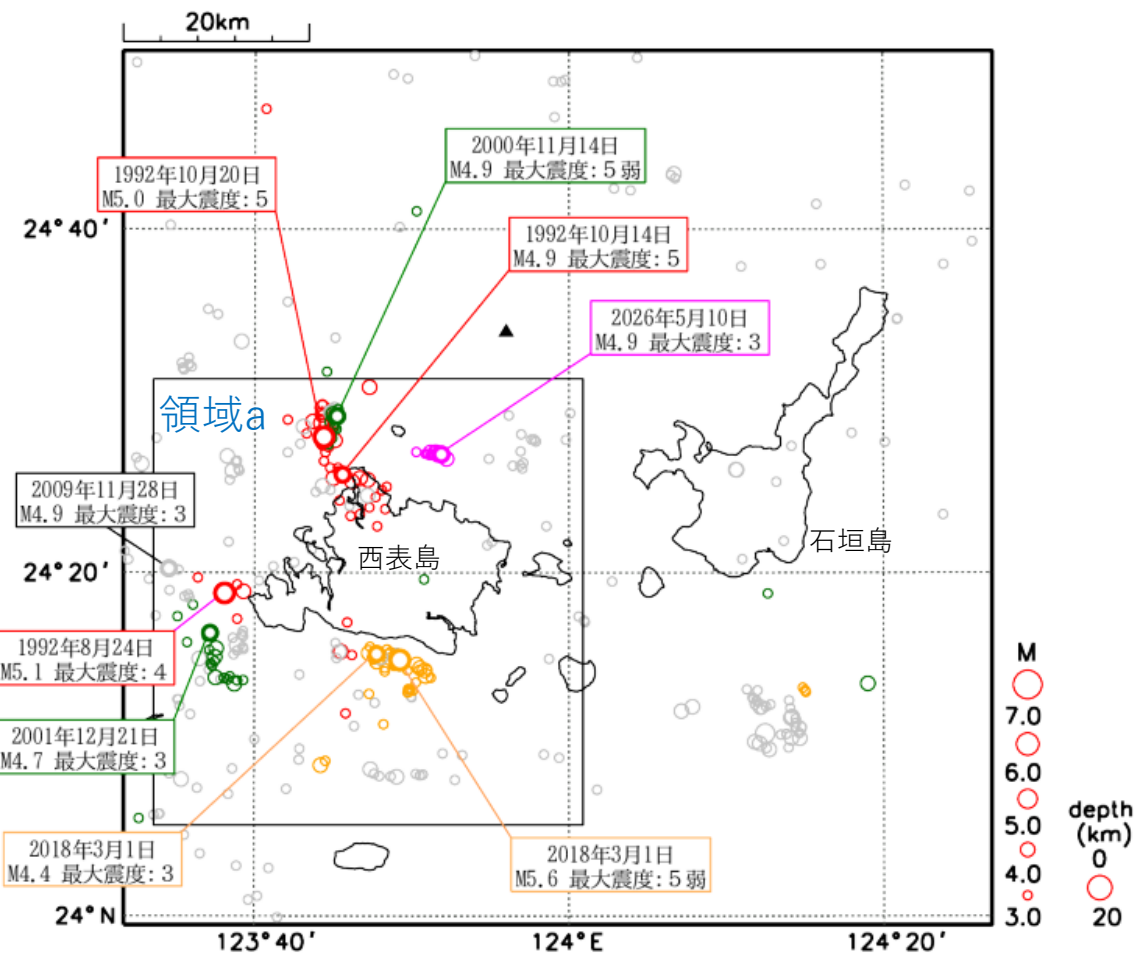 20km
2000年11月14日
M4.9 最大震度:5弱
1992年10月20日
M5.0 最大震度:5
24°40′
1992年10月14日
M4.9 最大震度:5
2026年5月10日
M4.9 最大震度:3
領域a
2009年11月28日
M4.9 最大震度:3
西表島
石垣島
24°20′
1992年8月24日
M5.1 最大震度:4
2001年12月21日
M4.7 最大震度:3
2018年3月1日
M4.4 最大震度:3
2018年3月1日
M5.6 最大震度:5弱
M
7.0
6.0
5.0
4.0
3.0
depth
(km)
0
20
24°N
123°40′
124°E
124°20′